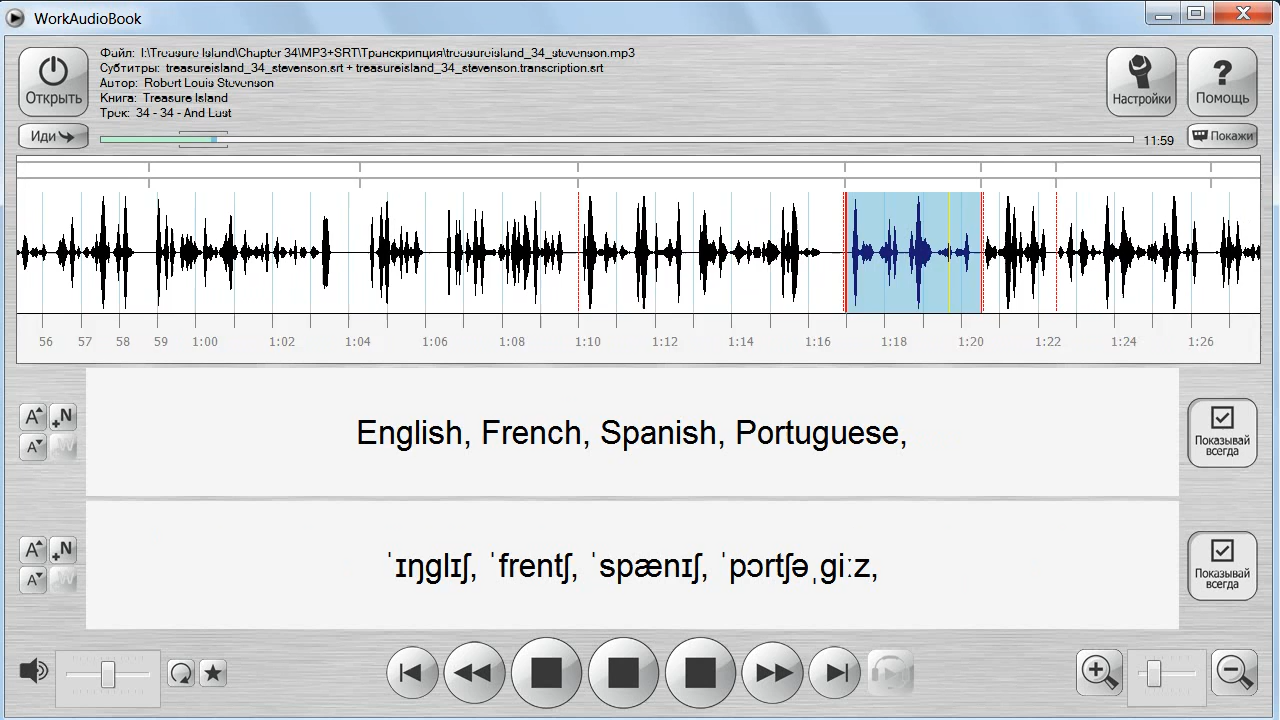 WorkAudioBook
Открыть
Файл: I:\Treasure Island\Chapter 34\MP3+SRT\Транскрипция\treasureisland_34_stevenson.mp3
Субтитры: treasureisland_34_stevenson.srt + treasureisland_34_stevenson.transcription.srt
Автор: Robert Louis Stevenson
Книга: Treasure Island
Трек: 34 - 34 - And Last
Настройки
? Помощь
Иди
11:59
Покажи
56 57 58 59 1:00 1:02 1:04 1:06 1:08 1:10 1:12 1:14 1:16 1:18 1:20 1:22 1:24 1:26
A +N
A W
English, French, Spanish, Portuguese,
Показывай
всегда
A +N
A W
ˈɪŋglɪʃ, ˈfrentʃ, ˈspænɪʃ, ˈpɔrtʃəˌgiːz,
Показывай
всегда